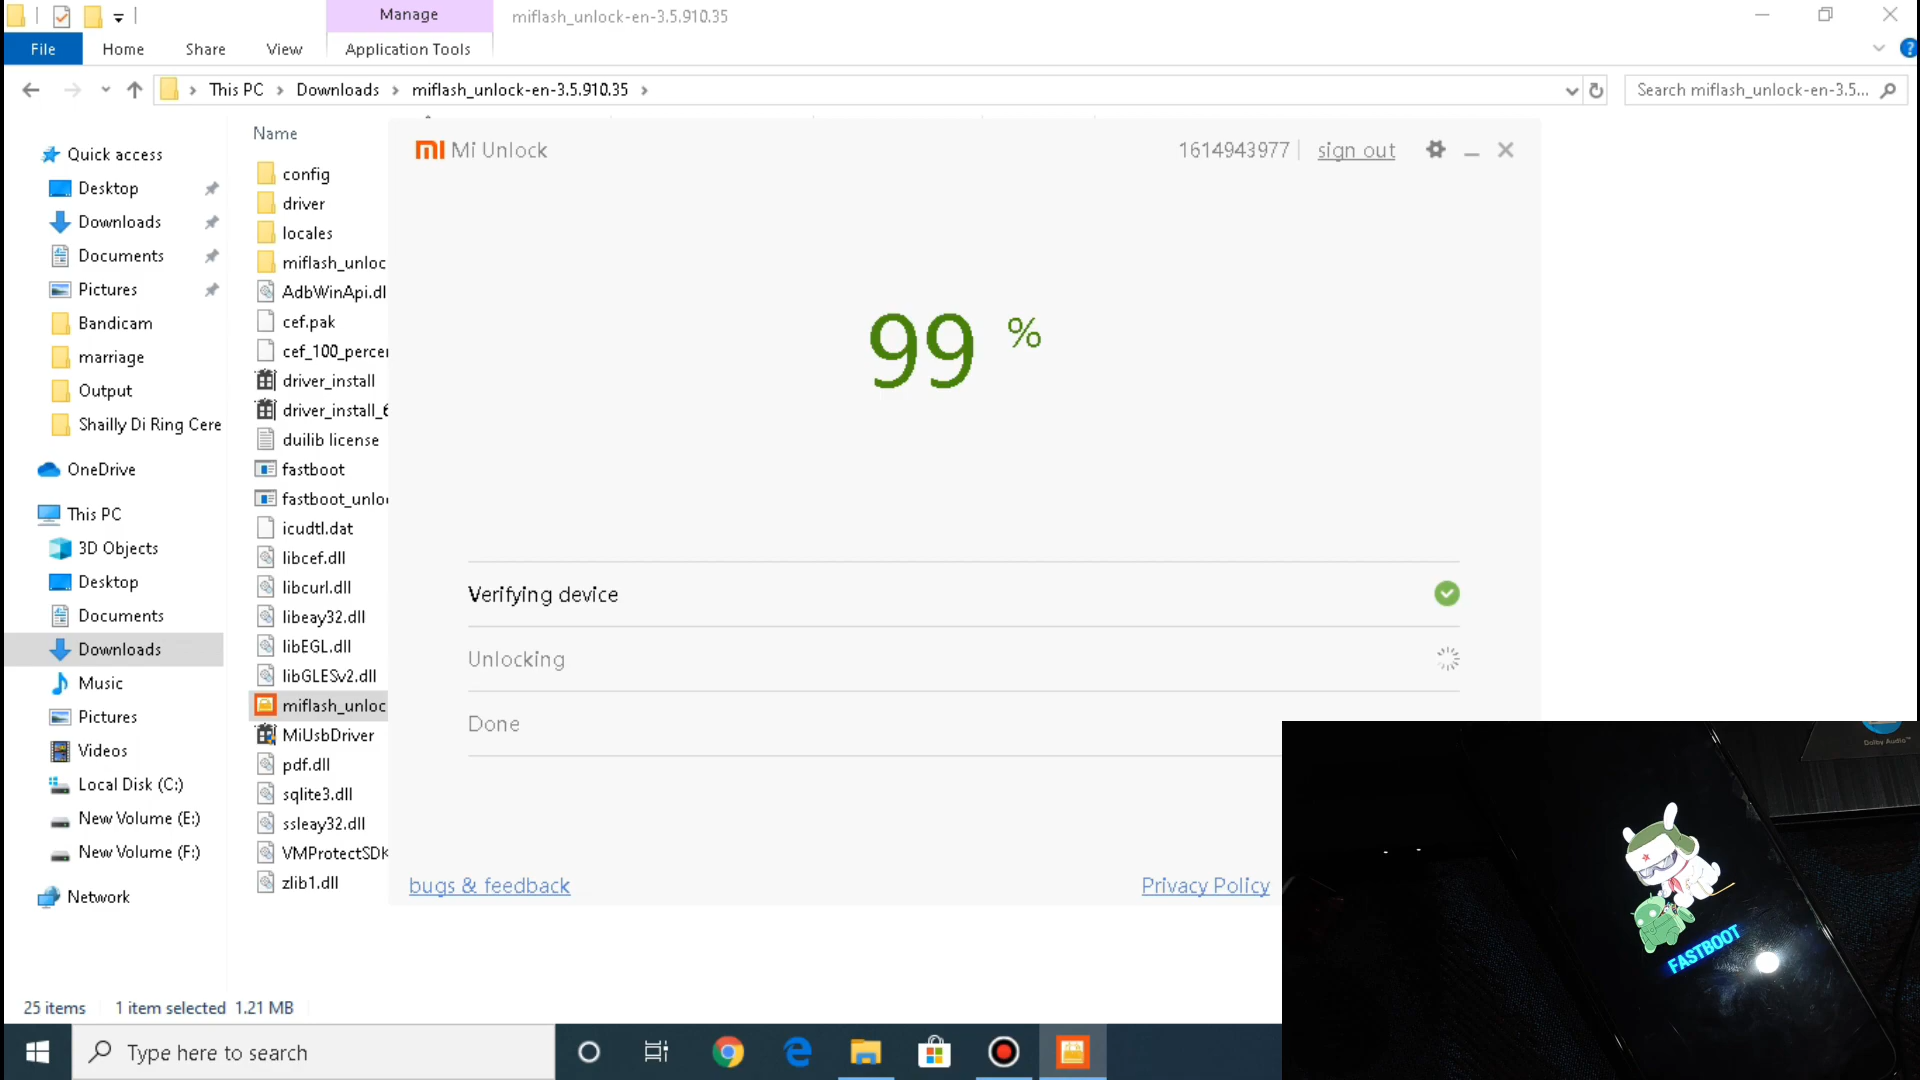 Manage
miflash_unlock-en-3.5.910.35
File
Home
Share
View
Application Tools
This PC
Downloads
miflash_unlock-en-3.5.910.35
Search miflash_unlock-en-3.5...
Quick access
Desktop
Downloads
Documents
Pictures
Bandicam
marriage
Output
Shailly Di Ring Cere
OneDrive
This PC
3D Objects
Desktop
Documents
Downloads
Music
Pictures
Videos
Local Disk (C:)
New Volume (E:)
New Volume (F:)
Network
Name
config
driver
locales
miflash_unloc
AdbWinApi.dl
cef.pak
cef_100_percer
driver_install
driver_install_6
duilib license
fastboot
fastboot_unlo
icudtl.dat
libcef.dll
libcurl.dll
libeay32.dll
libEGL.dll
libGLESv2.dll
miflash_unloc
MiUsbDriver
pdf.dll
sqlite3.dll
ssleay32.dll
VMProtectSDK
zlib1.dll
Mi Unlock
1614943977
sign out
99 %
Verifying device
Unlocking
Done
bugs & feedback
Privacy Policy
Dolby Audio™
FASTBOOT
25 items
1 item selected 1.21 MB
Type here to search